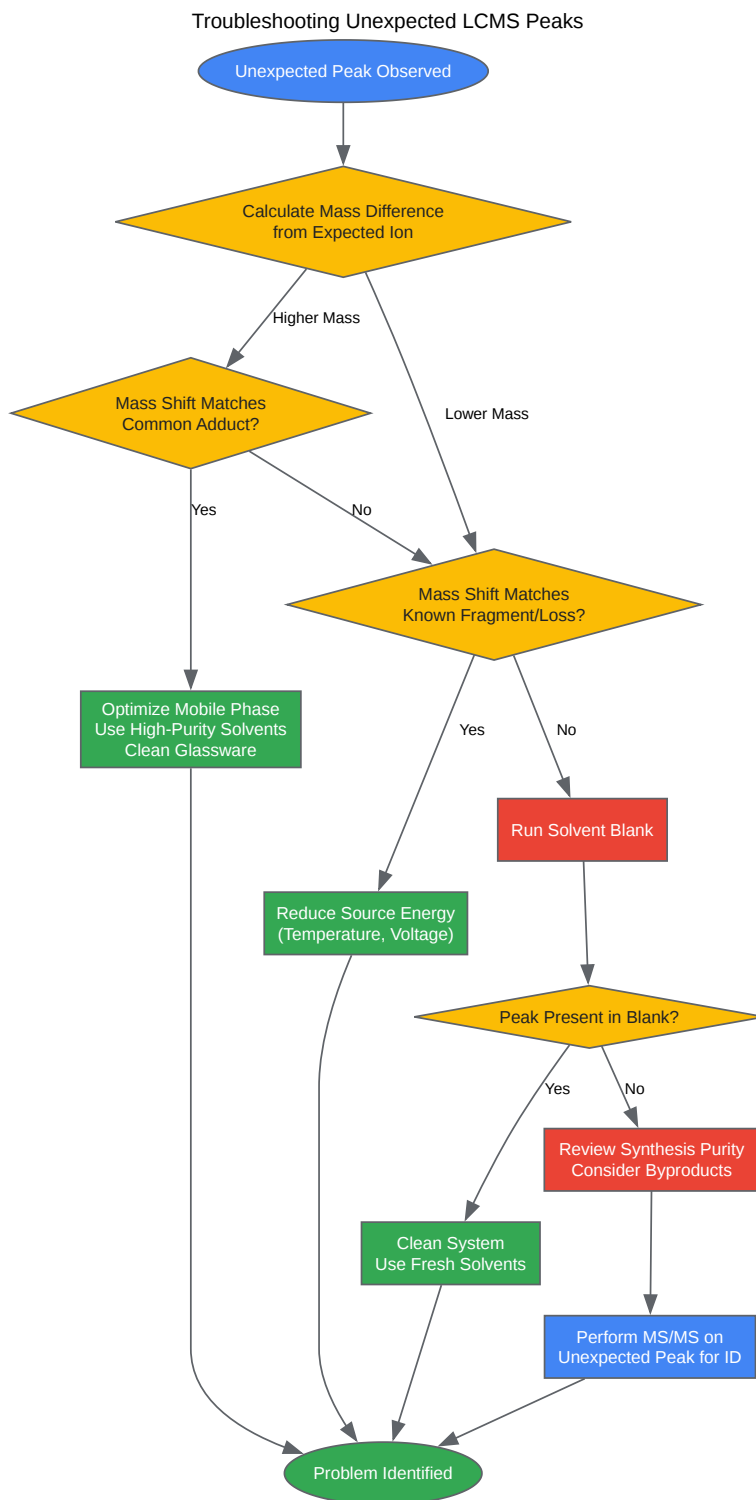 Troubleshooting Unexpected LCMS Peaks
Unexpected Peak Observed
Calculate Mass Difference
from Expected Ion
Higher Mass
Lower Mass
Mass Shift Matches
Common Adduct?
Yes
No
Mass Shift Matches
Known Fragment/Loss?
Optimize Mobile Phase
Use High-Purity Solvents
Clean Glassware
Yes
No
Run Solvent Blank
Reduce Source Energy
(Temperature, Voltage)
Peak Present in Blank?
Yes
No
Review Synthesis Purity
Consider Byproducts
Clean System
Use Fresh Solvents
Perform MS/MS on
Unexpected Peak for ID
Problem Identified